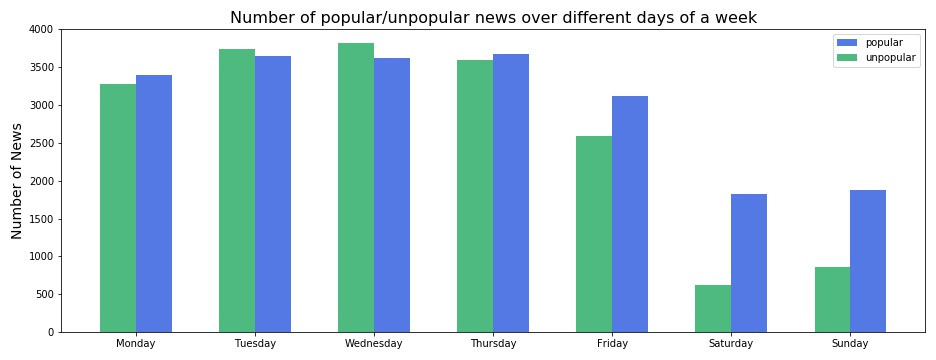 Number of popular/unpopular news over different days of a week
popular
unpopular
Number of News
4000
3500
3000
2500
2000
1500
1000
500
0
Monday Tuesday Wednesday Thursday Friday Saturday Sunday